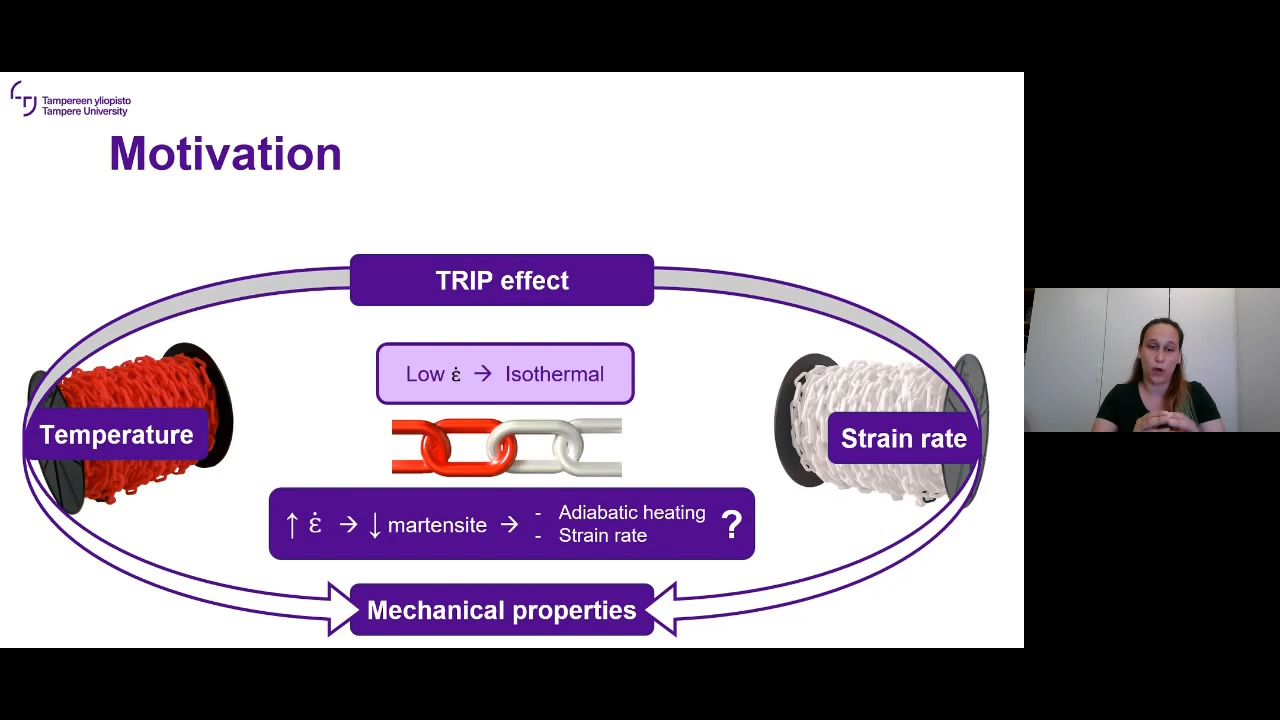 Tampereen yliopisto
Tampere University
Motivation
TRIP effect
Low ε̇ → Isothermal
Temperature
Strain rate
↑ ε̇ → ↓ martensite → - Adiabatic heating
- Strain rate
?
Mechanical properties